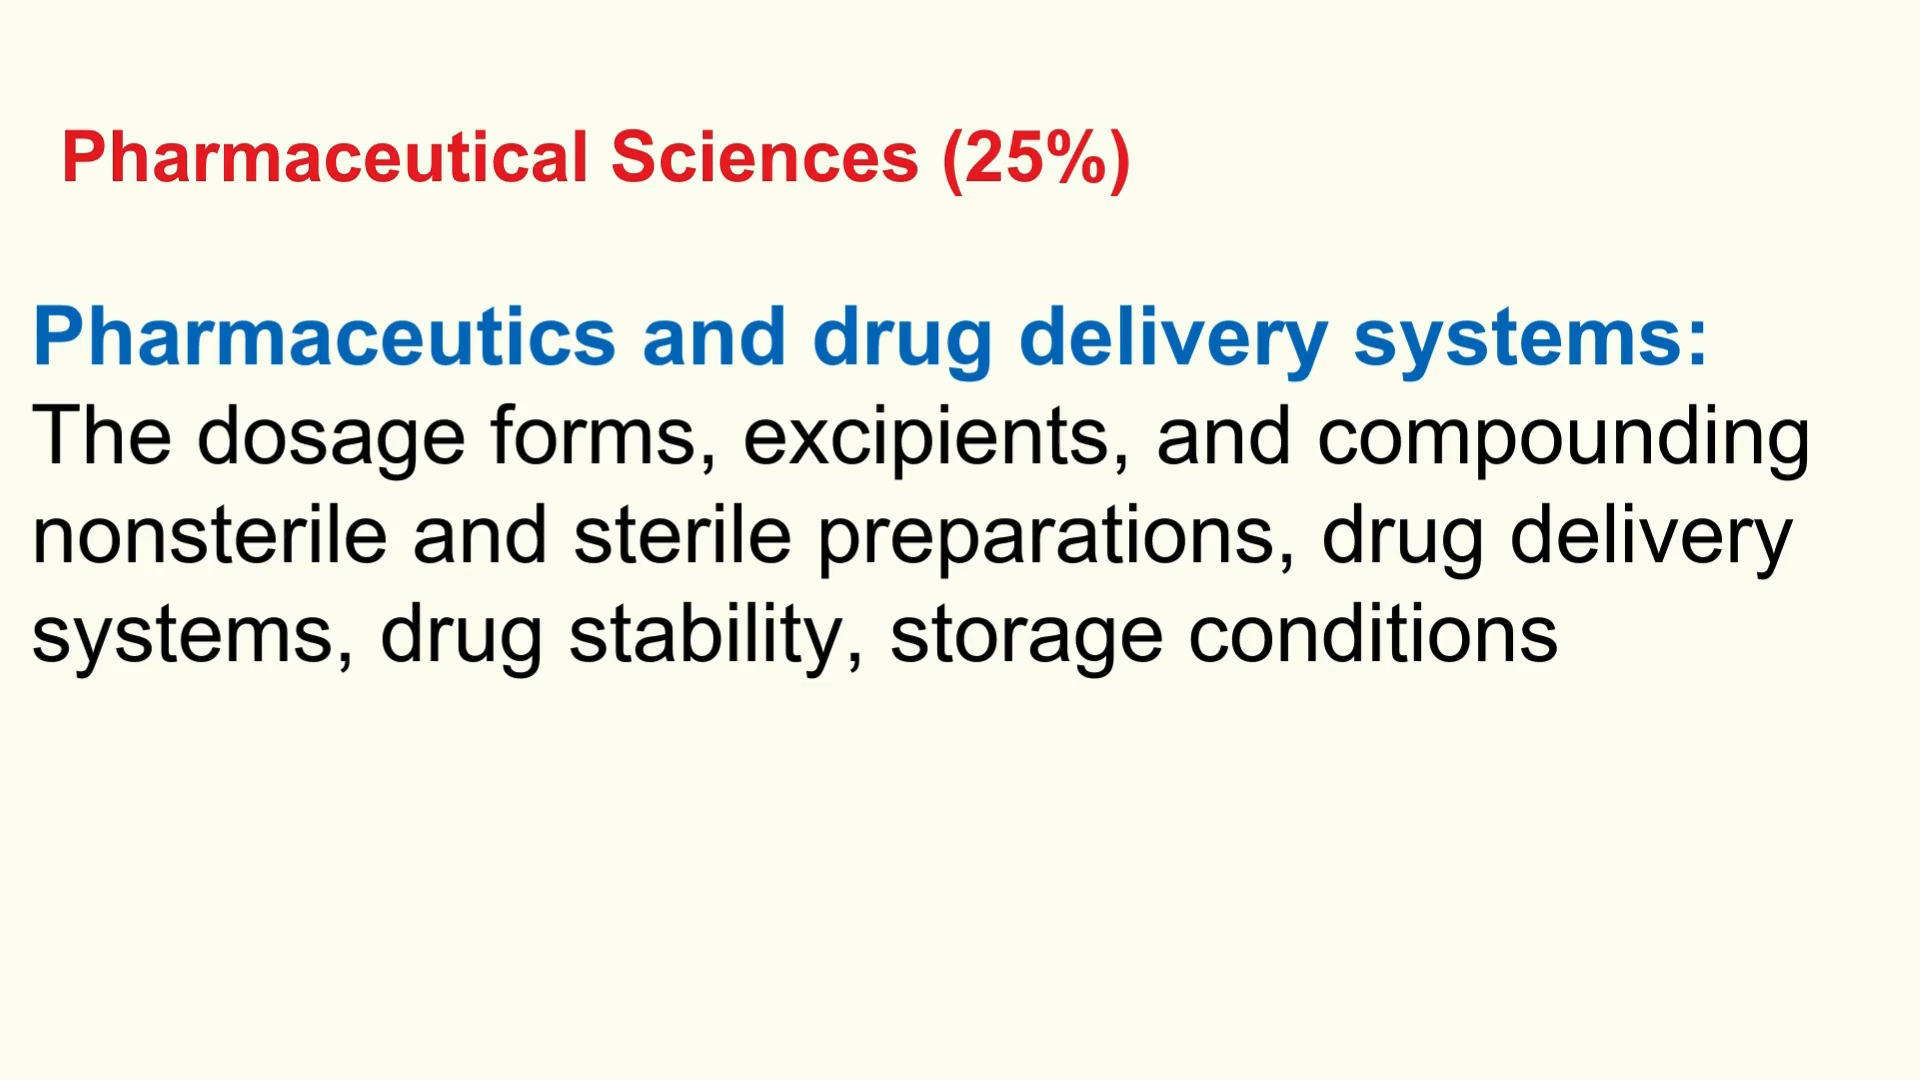 Pharmaceutical Sciences (25%)
Pharmaceutics and drug delivery systems:
The dosage forms, excipients, and compounding
nonsterile and sterile preparations, drug delivery
systems, drug stability, storage conditions